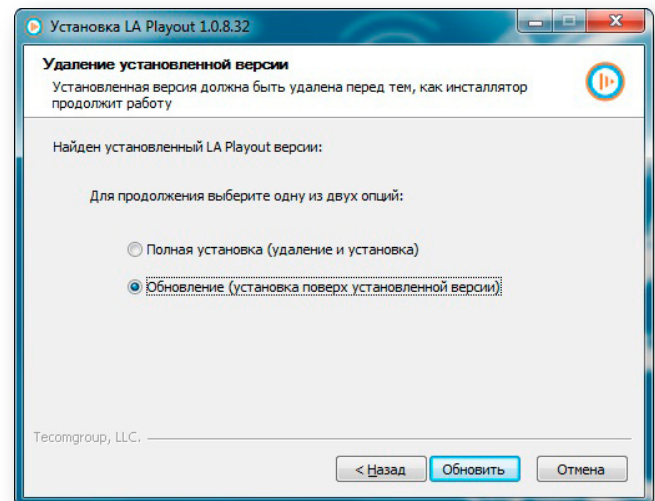 Установка LA Playout 1.0.8.32
Удаление установленной версии
Установленная версия должна быть удалена перед тем, как инсталлятор
продолжит работу
Найден установленный LA Playout версии:
Для продолжения выберите одну из двух опций:
Полная установка (удаление и установка)
Обновление (установка поверх установленной версии)
Tecomgroup, LLC.
< Назад
Обновить
Отмена